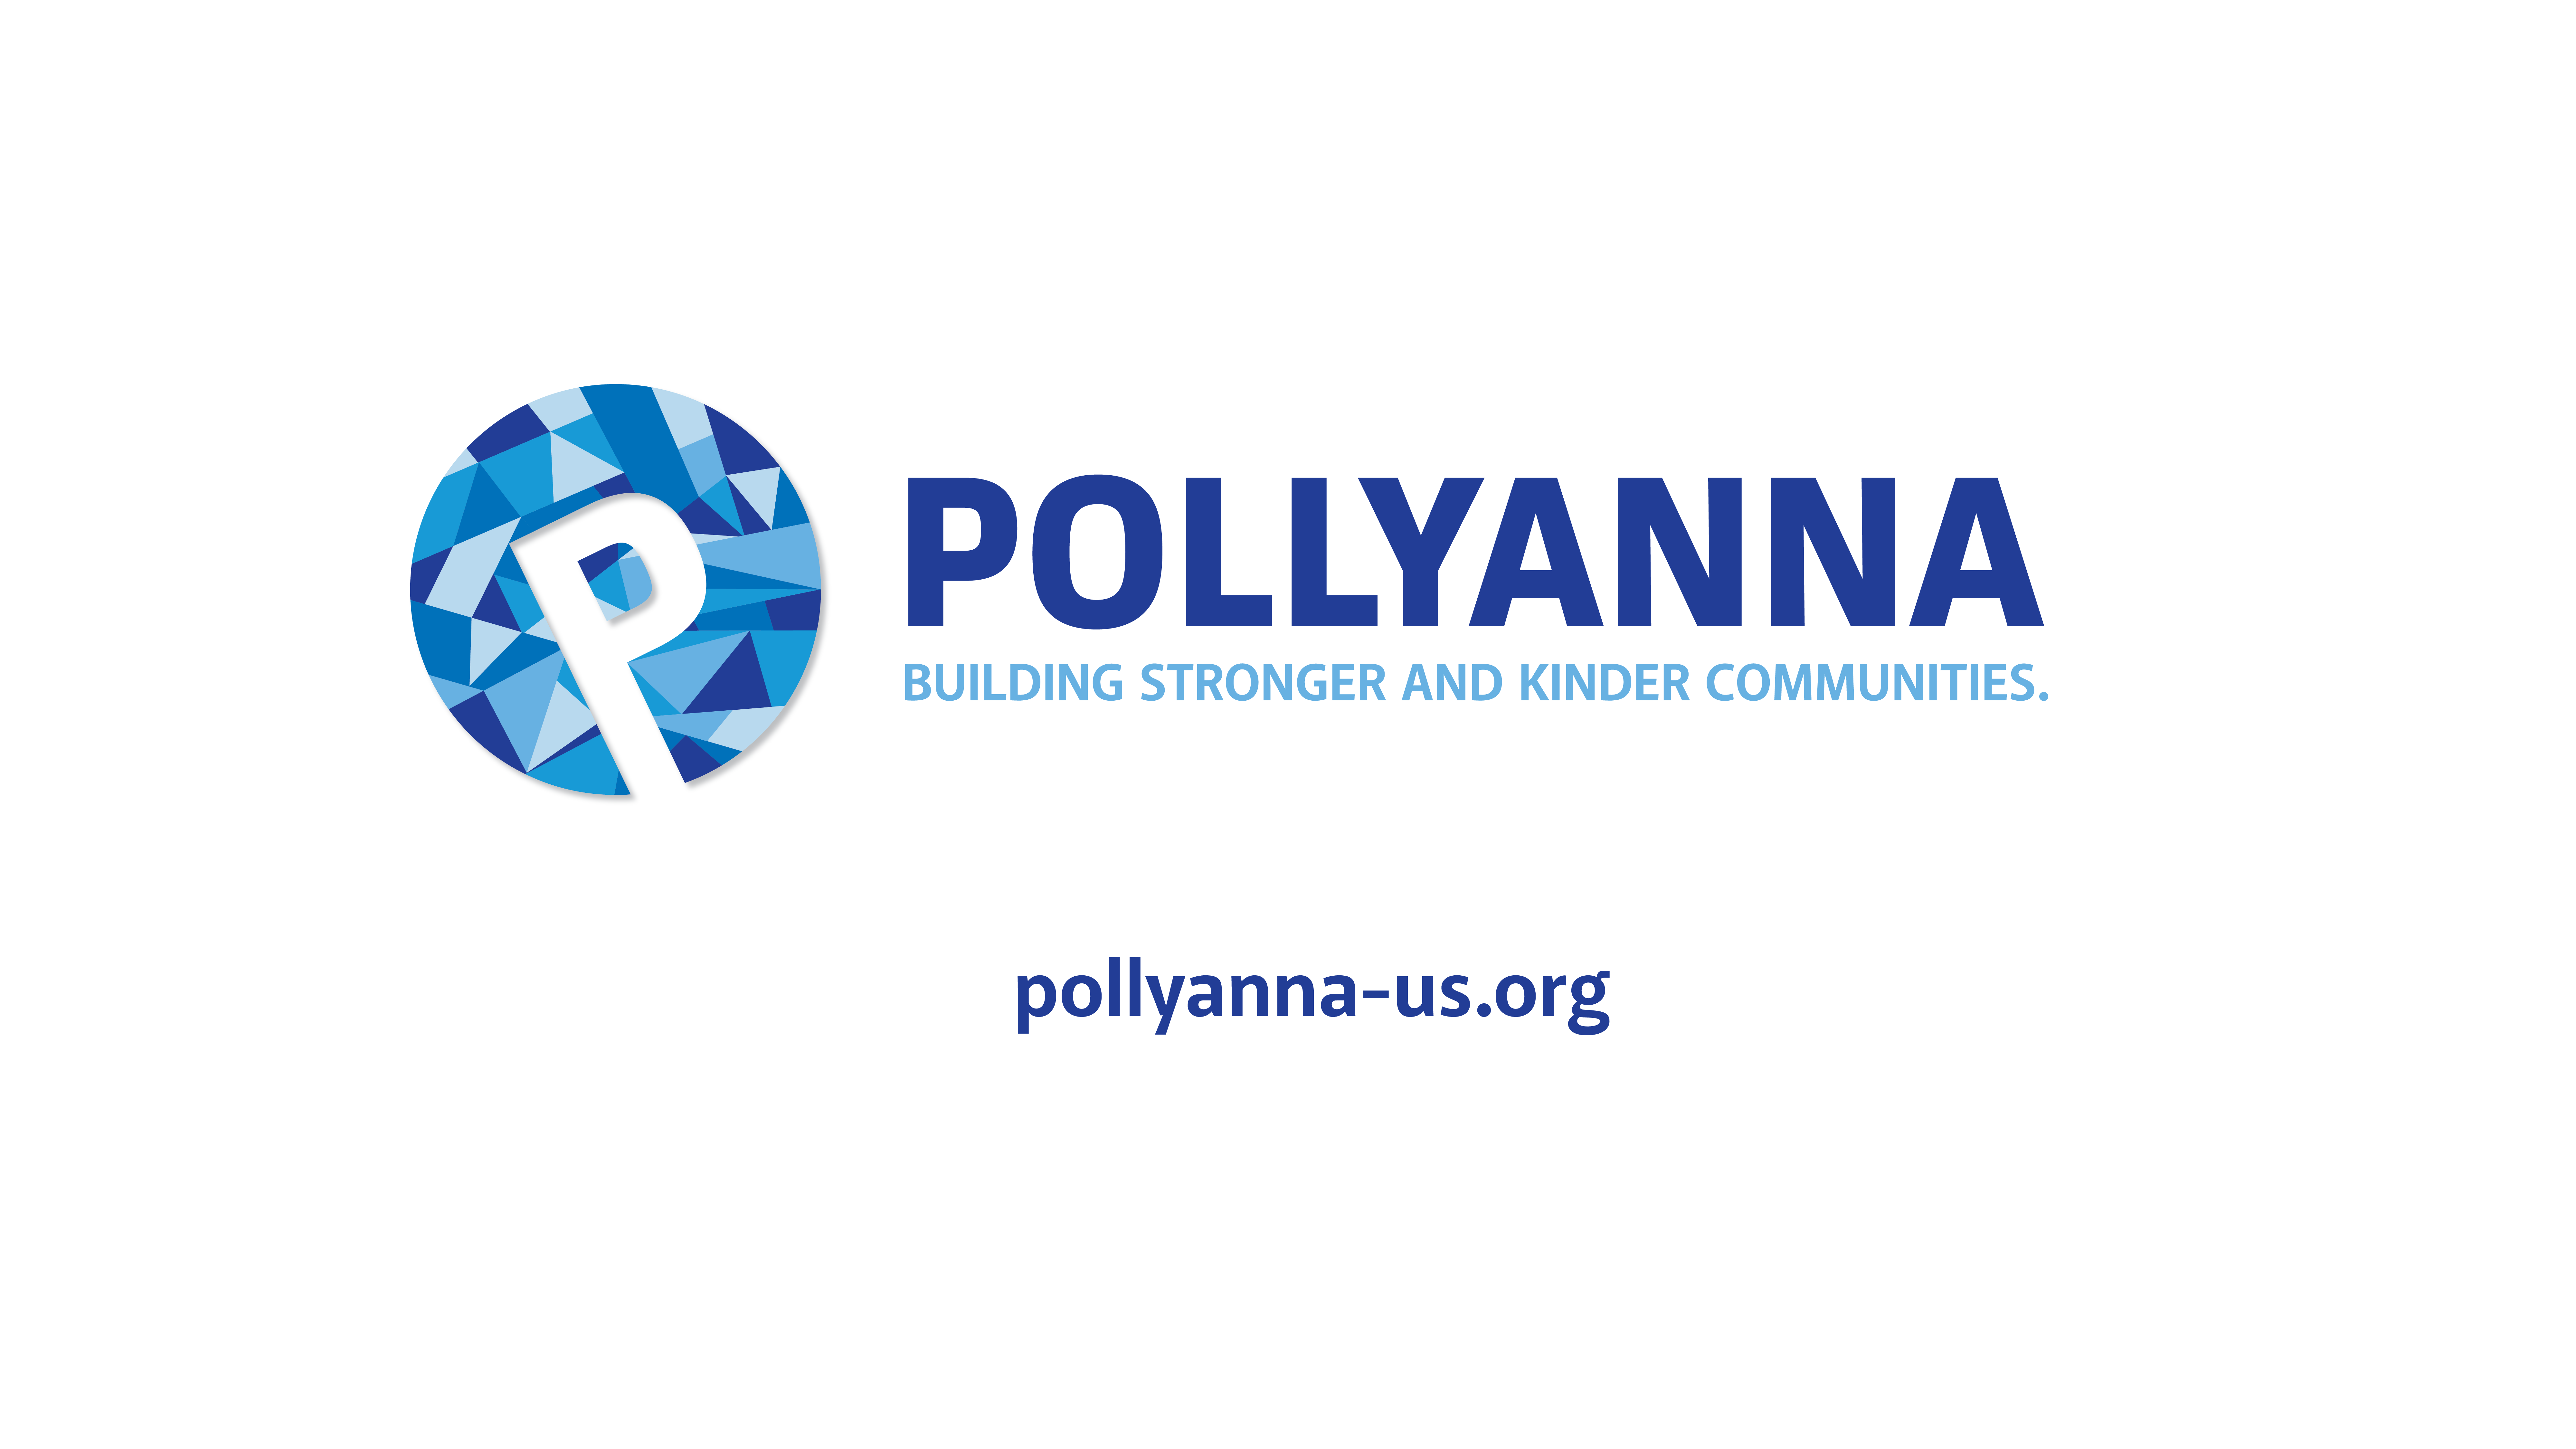 P
POLLYANNA
BUILDING STRONGER AND KINDER COMMUNITIES.
pollyanna-us.org